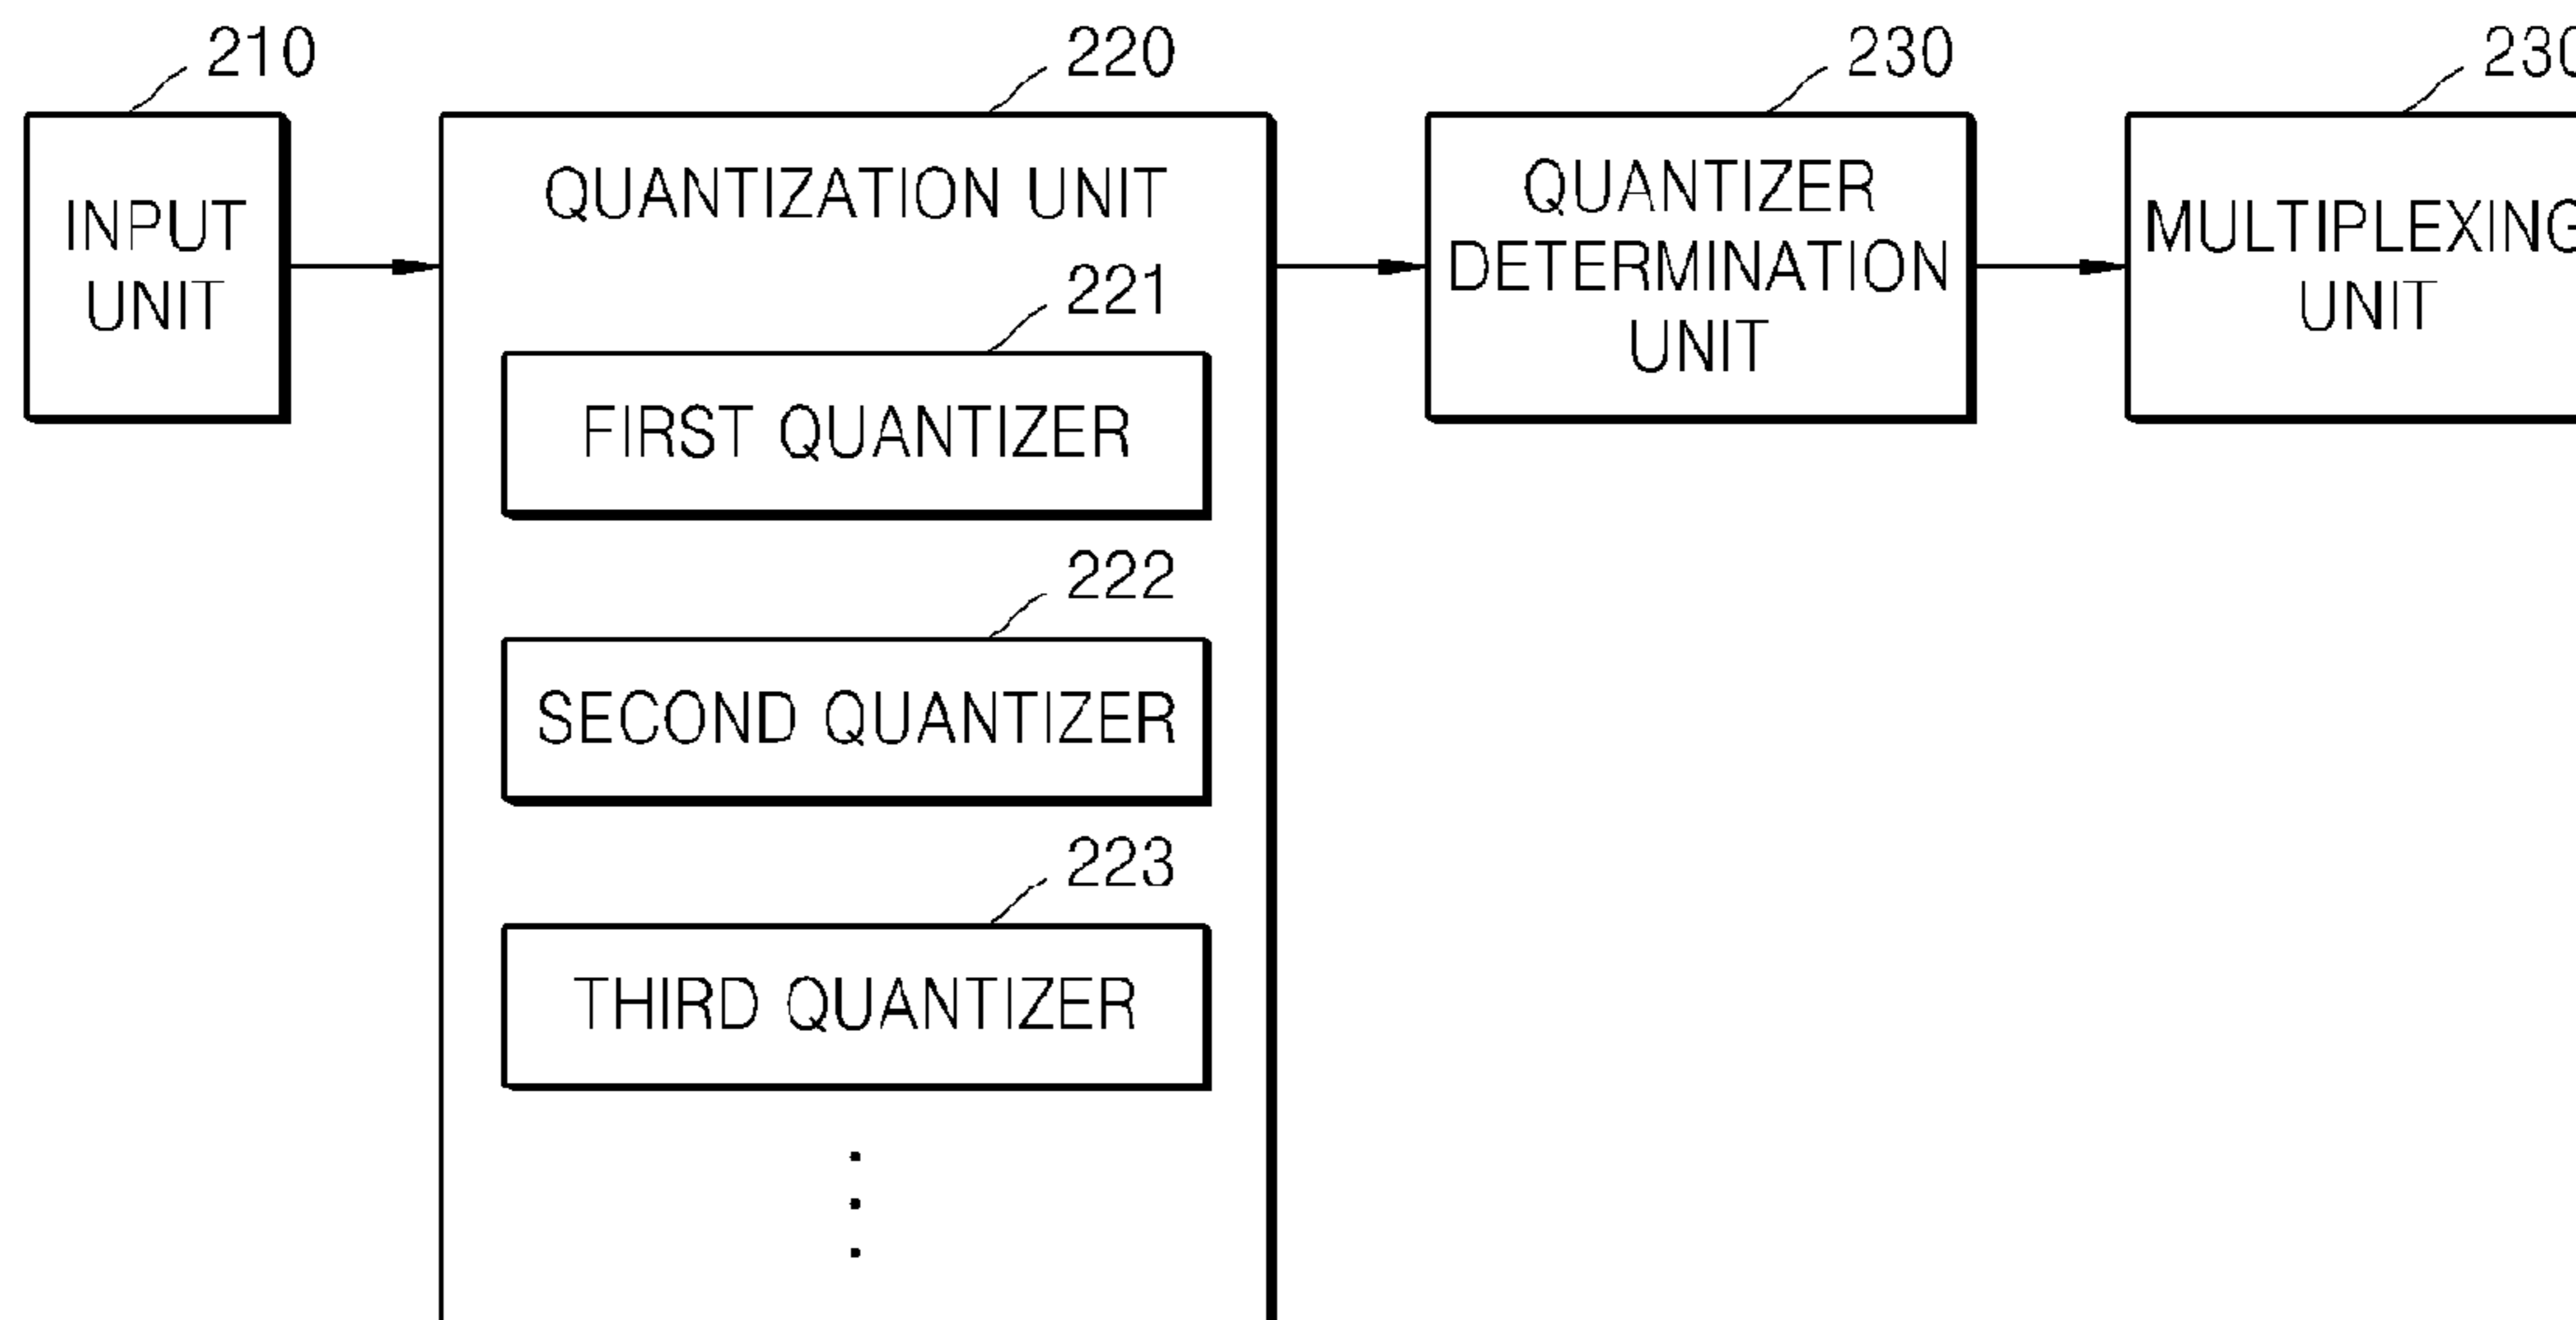 210
220
230
230
INPUT
UNIT
QUANTIZATION UNIT
221
FIRST QUANTIZER
222
SECOND QUANTIZER
223
THIRD QUANTIZER
QUANTIZER
DETERMINATION
UNIT
MULTIPLEXING
UNIT